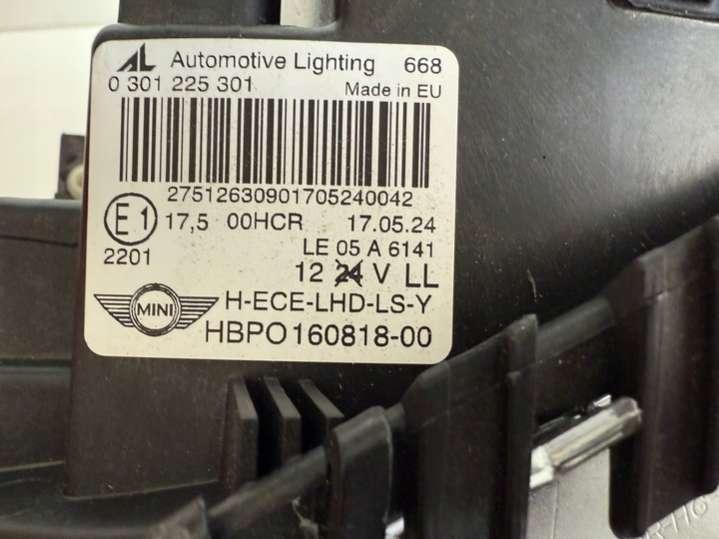 AL Automotive Lighting 668
0 301 225 301 Made in EU
27512630901705240042
E1 17,5 00HCR 17.05.24
2201 LE 05 A 6141
12 24 V LL
MINI H-ECE-LHD-LS-Y
HBPO160818-00